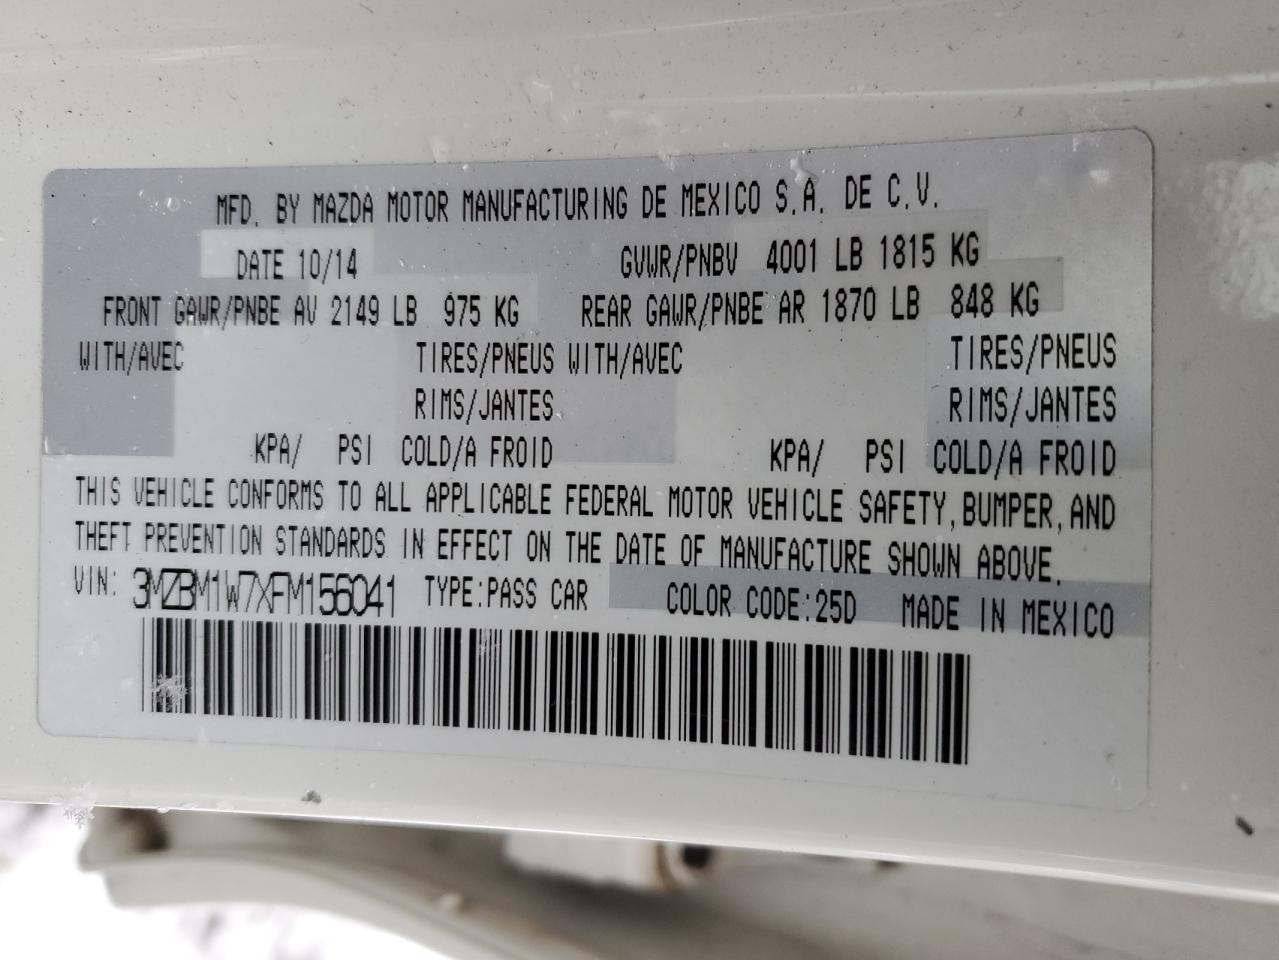 MFD. BY MAZDA MOTOR MANUFACTURING DE MEXICO S.A. DE C.V.
DATE 10/14 GVWR/PNBV 4001 LB 1815 KG
FRONT GAWR/PNBE AV 2149 LB 975 KG REAR GAWR/PNBE AR 1870 LB 848 KG
WITH/AVEC TIRES/PNEUS WITH/AVEC TIRES/PNEUS
RIMS/JANTES RIMS/JANTES
KPA/ PSI COLD/A FROID KPA/ PSI COLD/A FROID
THIS VEHICLE CONFORMS TO ALL APPLICABLE FEDERAL MOTOR VEHICLE SAFETY, BUMPER, AND
THEFT PREVENTION STANDARDS IN EFFECT ON THE DATE OF MANUFACTURE SHOWN ABOVE.
VIN: 3MZBM1W7XFM156041 TYPE:PASS CAR COLOR CODE:25D MADE IN MEXICO